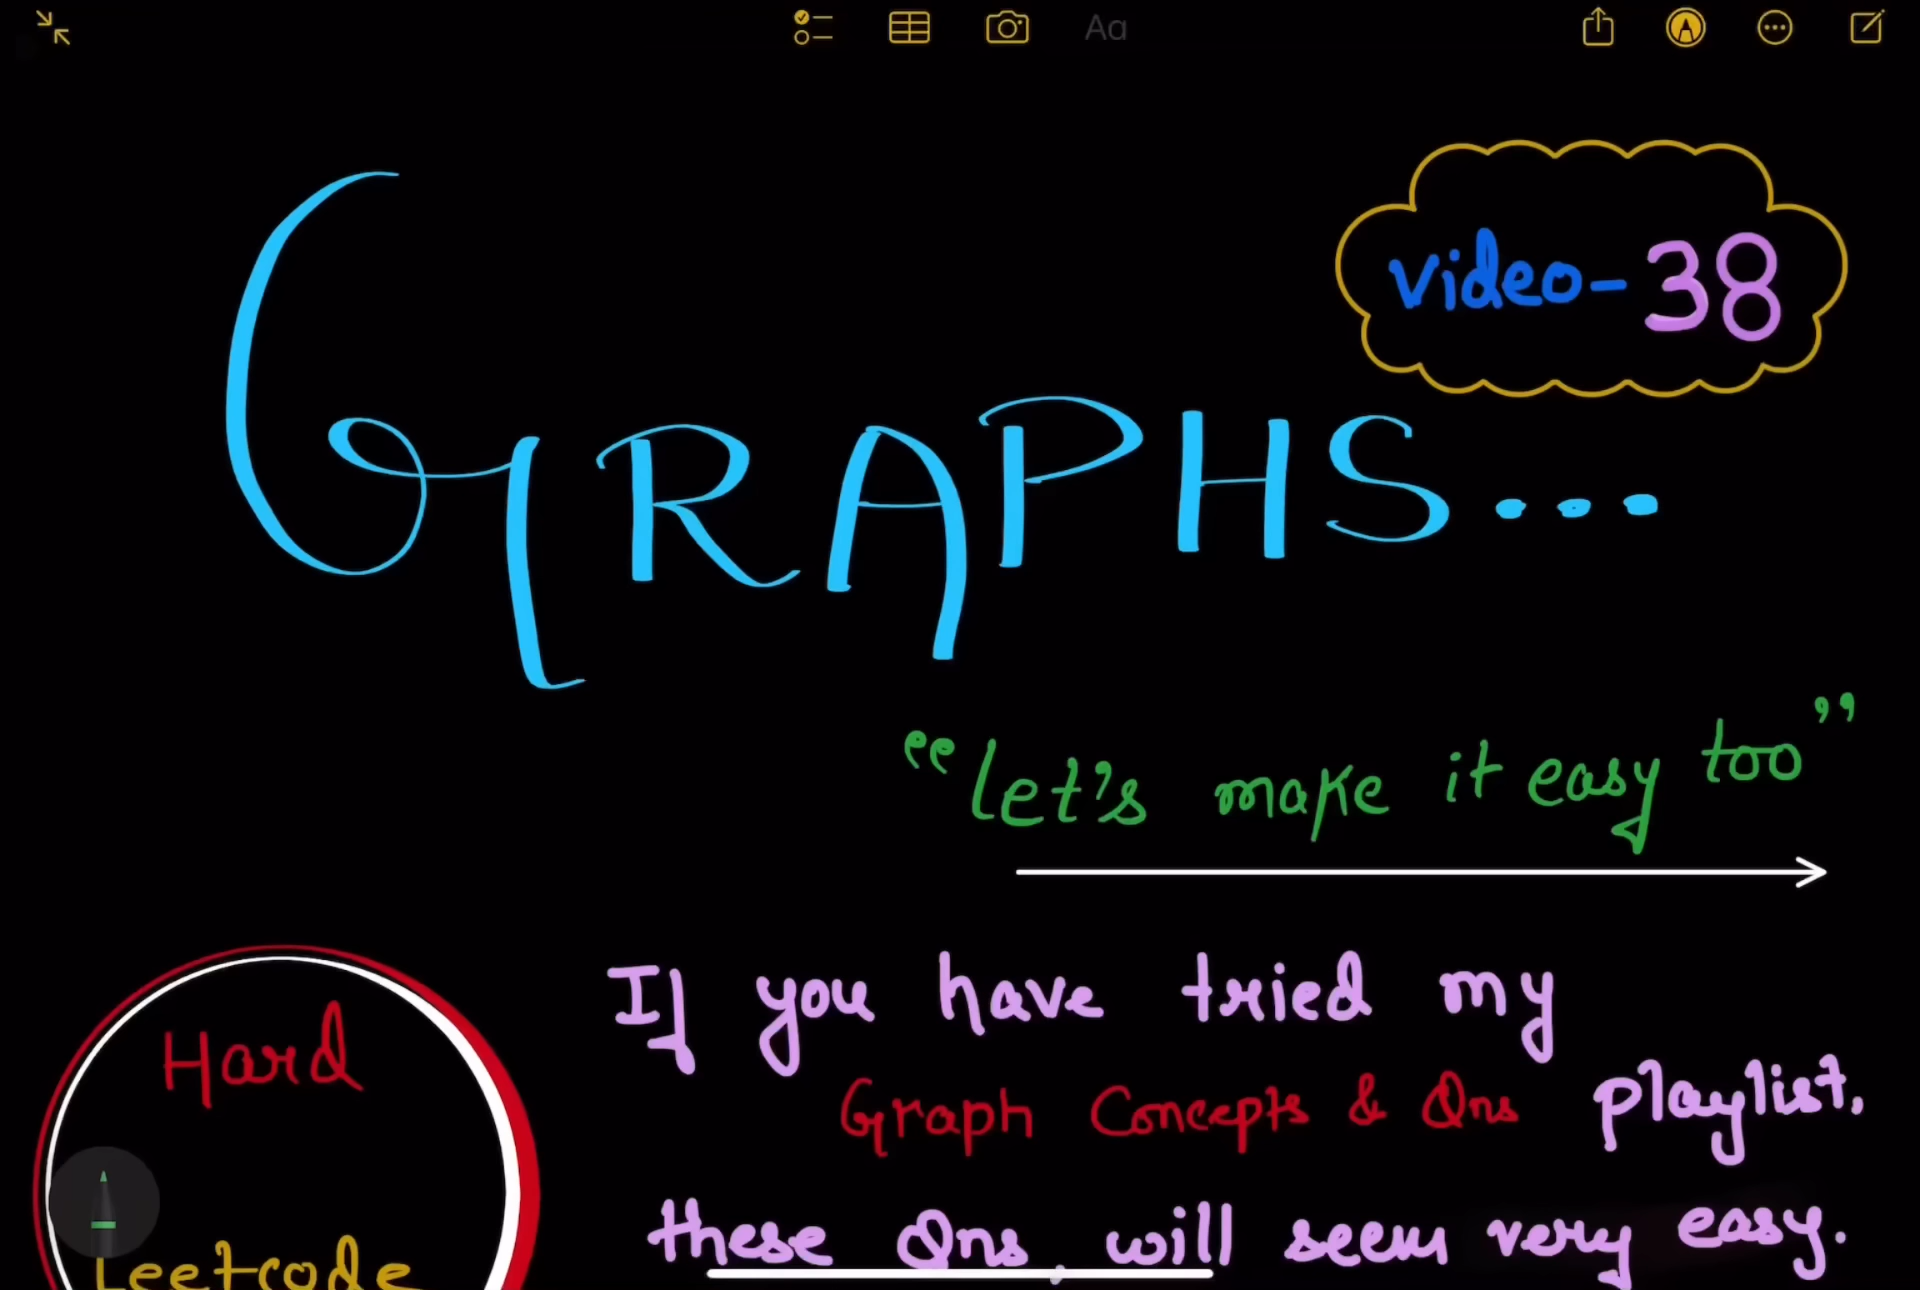 Aa
video-38
GRAPHS...
"Let's make it easy too"
If you have tried my
Graph Concepts & Qns playlist,
these Qns, will seem very easy.
Hard
Leetcode